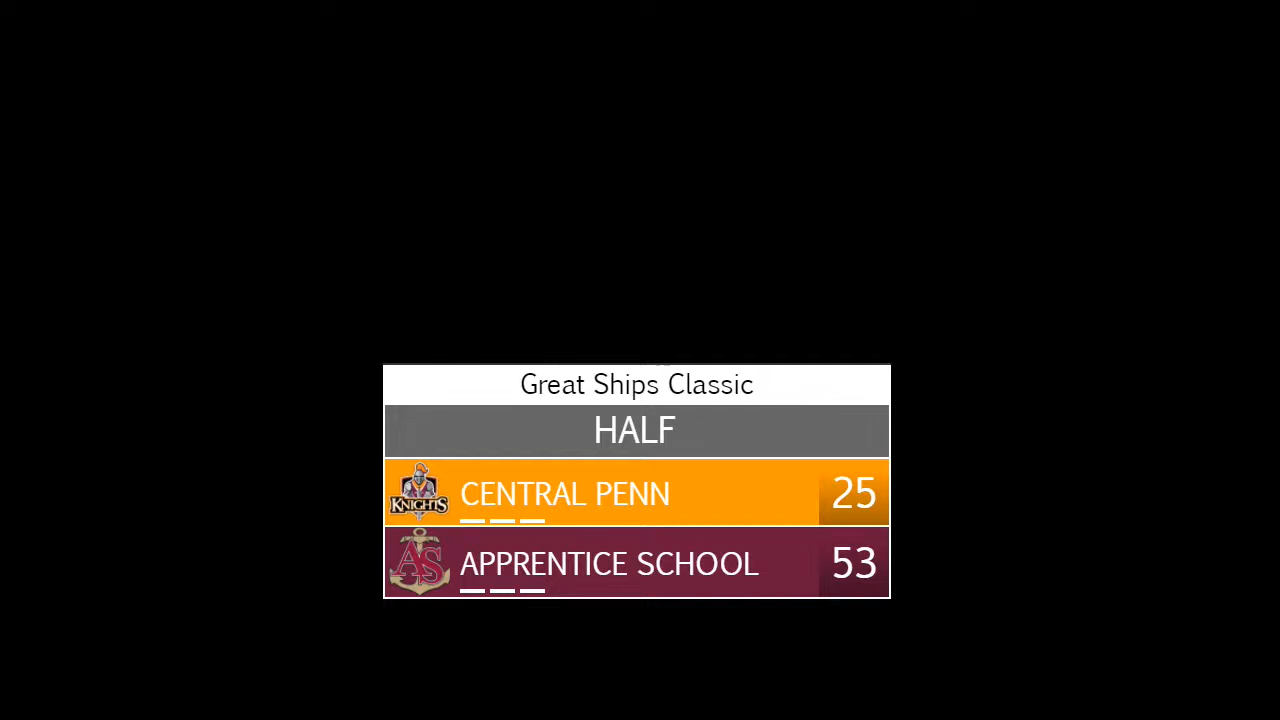 Great Ships Classic
HALF
KNIGHTS
CENTRAL PENN
25
AS
APPRENTICE SCHOOL
53